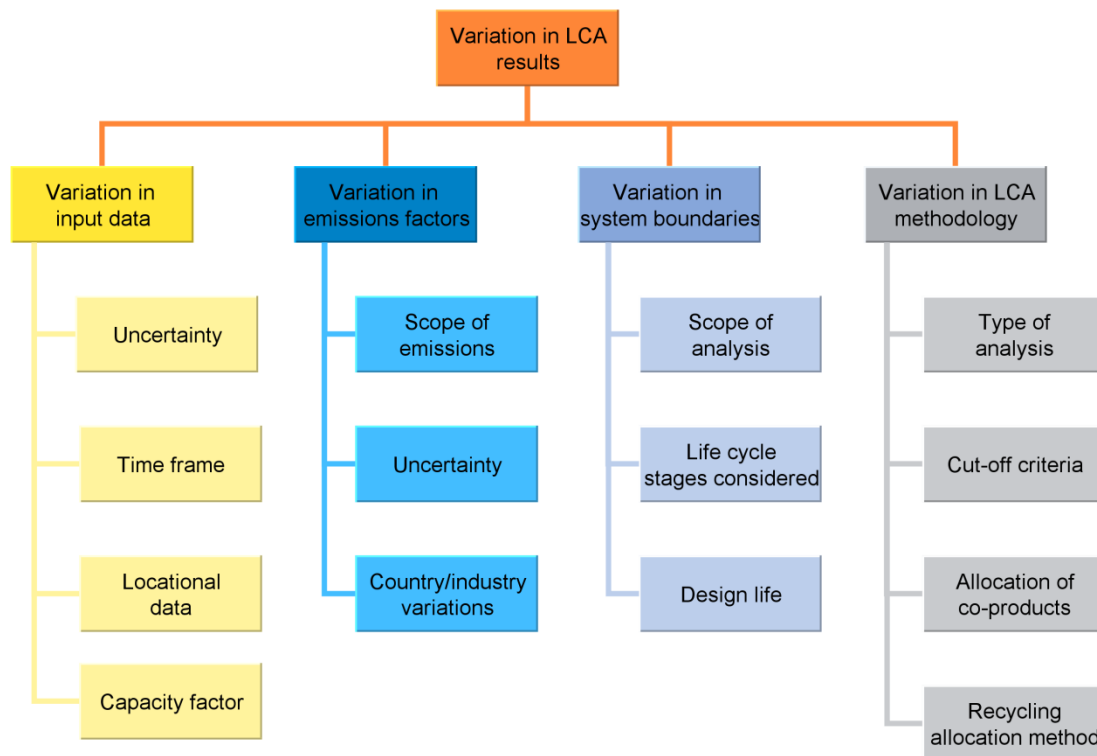 Variation in LCA
results
Variation in
input data
Uncertainty
Time frame
Locational
data
Capacity factor
Variation in
emissions factors
Scope of
emissions
Uncertainty
Country/industry
variations
Variation in
system boundaries
Scope of
analysis
Life cycle
stages considered
Design life
Variation in LCA
methodology
Type of
analysis
Cut-off criteria
Allocation of
co-products
Recycling
allocation method